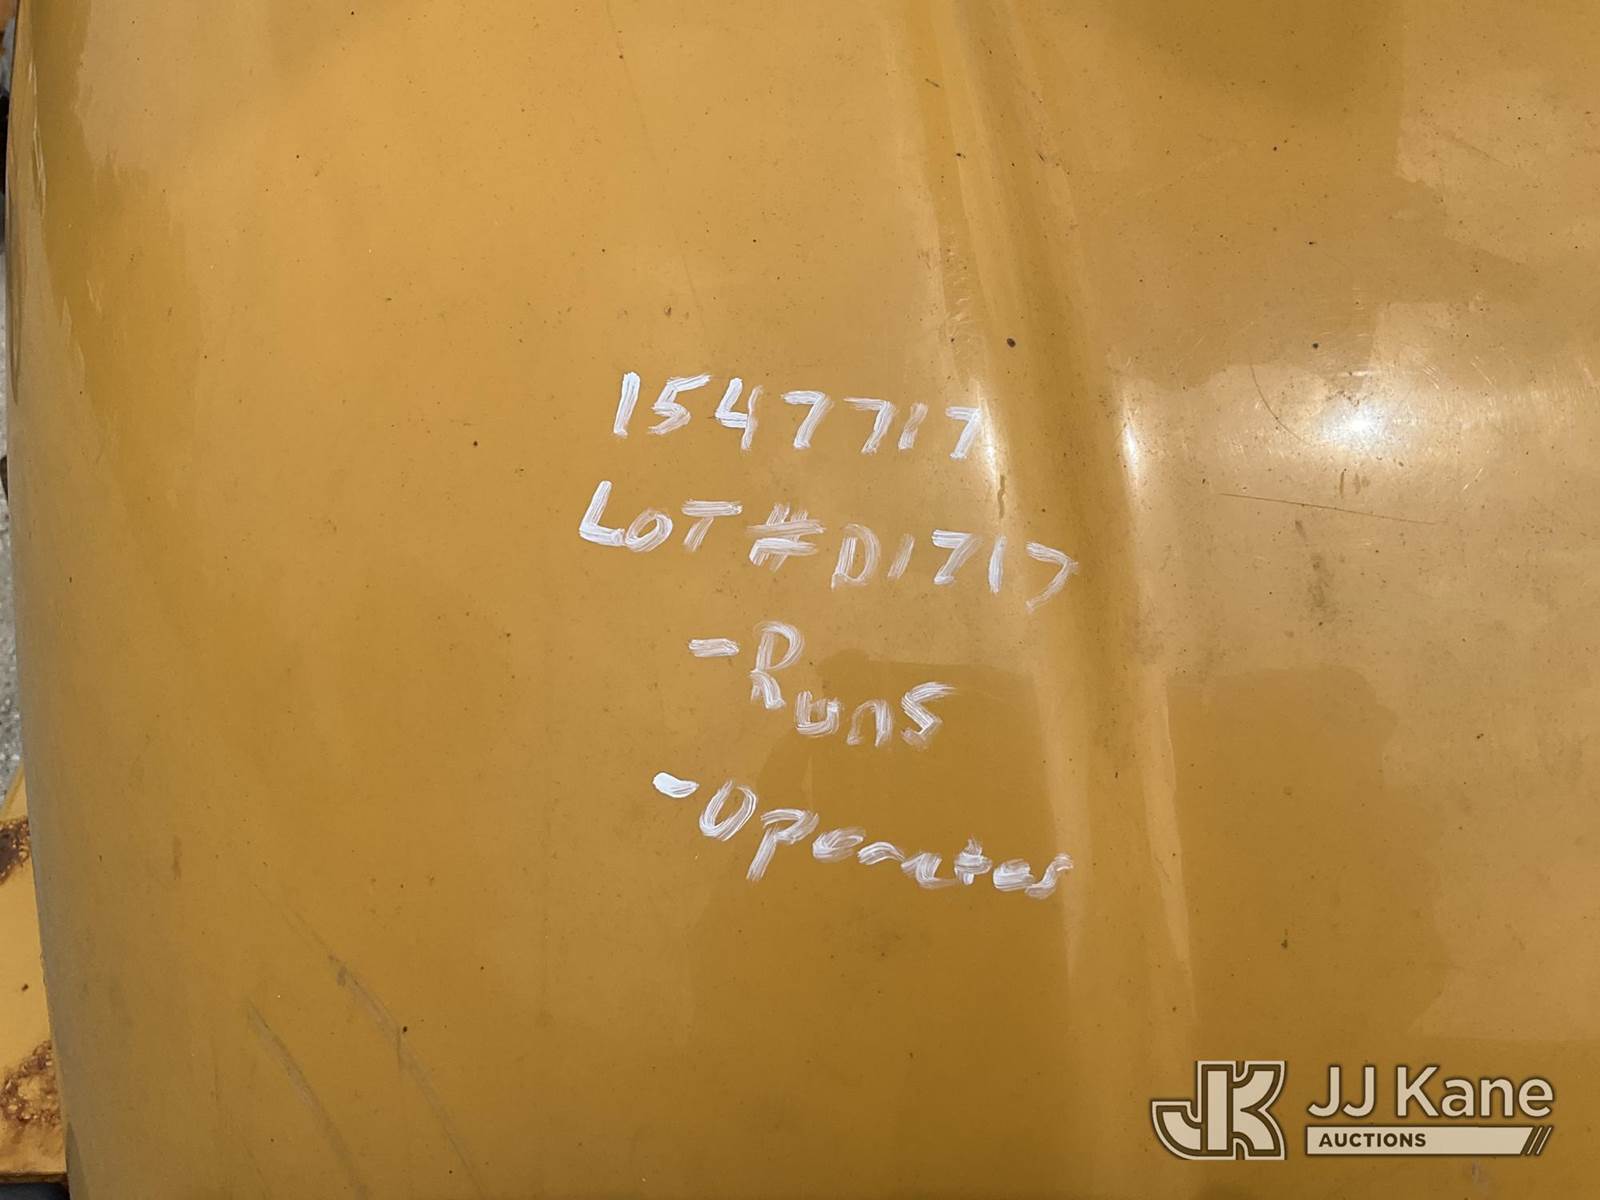 1547717
LOT #D1717
-Runs
-Operates
JJ Kane
AUCTIONS